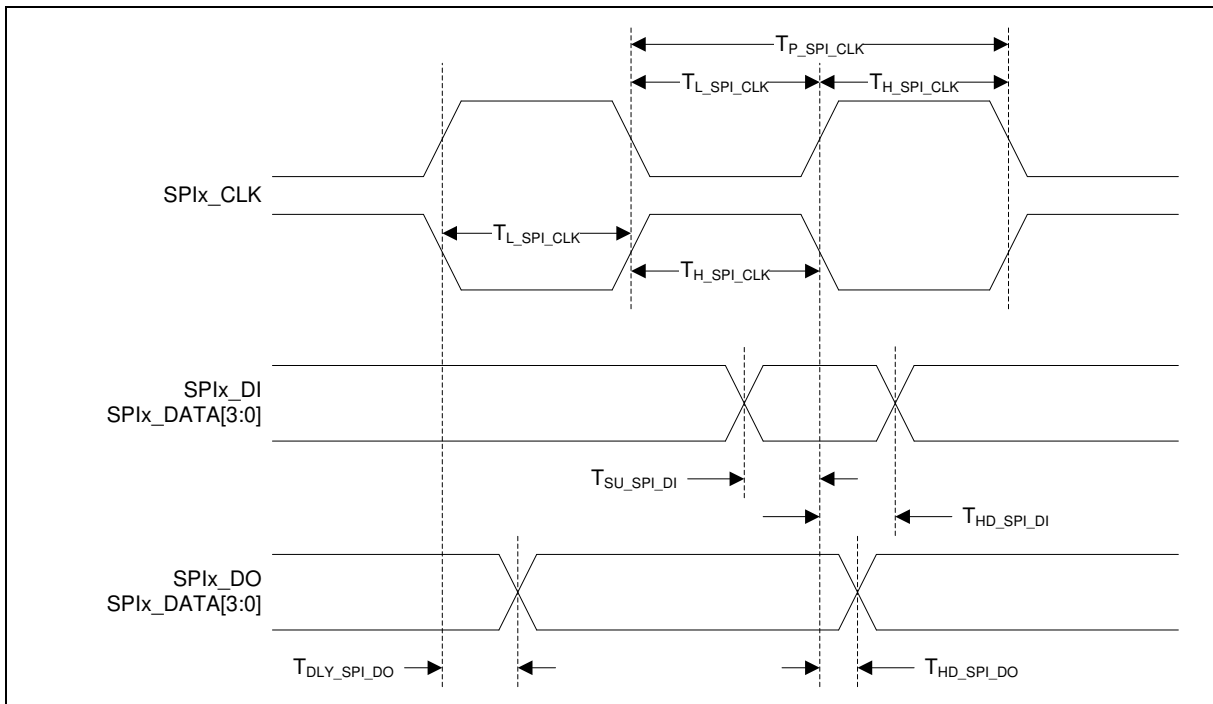 T_P_SPI_CLK
T_L_SPI_CLK
T_H_SPI_CLK
SPIx_CLK
T_L_SPI_CLK
T_H_SPI_CLK
SPIx_DI
SPIx_DATA[3:0]
T_SU_SPI_DI
T_HD_SPI_DI
SPIx_DO
SPIx_DATA[3:0]
T_DLY_SPI_DO
T_HD_SPI_DO